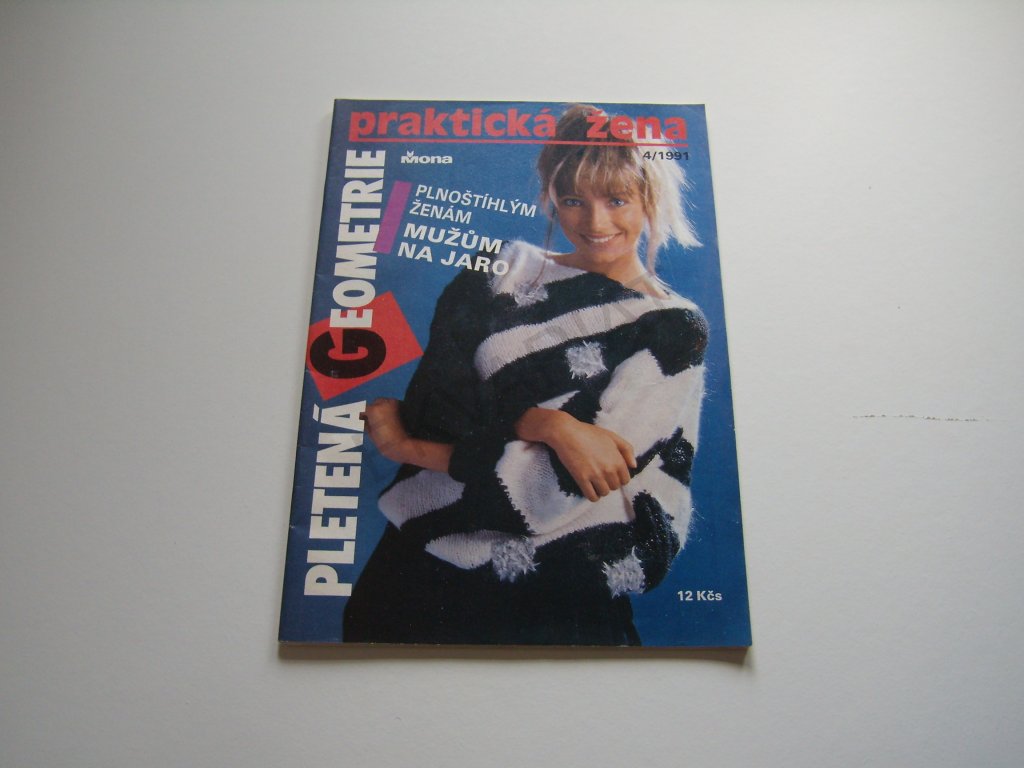 praktická žena
4/1991
Mona
PLNOŠTÍHLÝM
ŽENÁM
MUŽŮM
NA JARO
PLETENÁ GEOMETRIE
12 Kčs